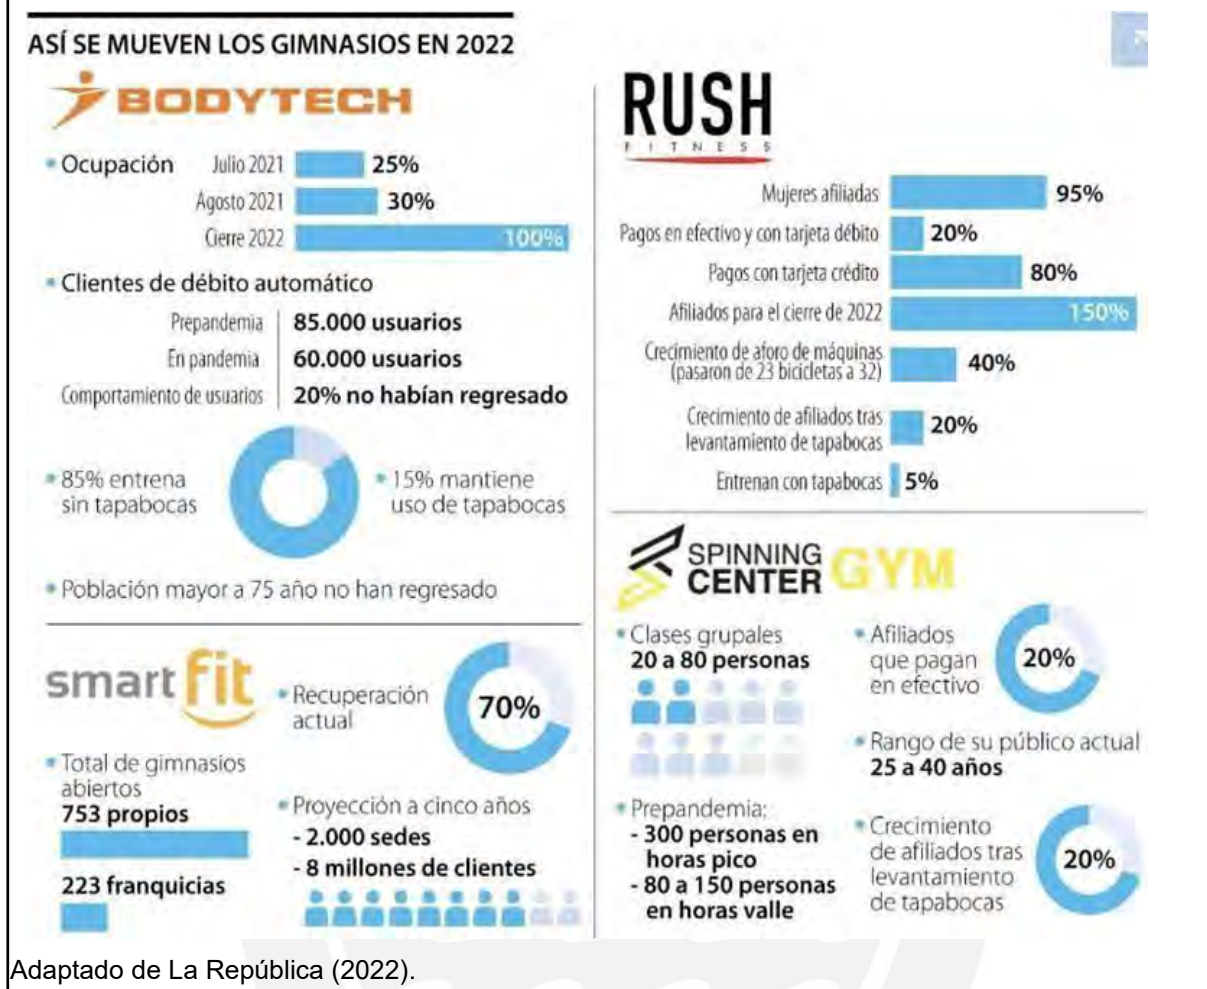 ASÍ SE MUEVEN LOS GIMNASIOS EN 2022
BODYTECH
Ocupación
Julio 2021
25%
Agosto 2021
30%
Cierre 2022
100%
Clientes de débito automático
Prepandemia
85.000 usuarios
En pandemia
60.000 usuarios
Comportamiento de usuarios
20% no habían regresado
85% entrena
sin tapabocas
15% mantiene
uso de tapabocas
Población mayor a 75 año no han regresado
smart fit
Recuperación
actual
70%
Total de gimnasios
abiertos
753 propios
223 franquicias
Proyección a cinco años
- 2.000 sedes
- 8 millones de clientes
RUSH
FITNESS
Mujeres afiliadas
95%
Pagos en efectivo y con tarjeta débito
20%
Pagos con tarjeta crédito
80%
Afiliados para el cierre de 2022
150%
Crecimiento de aforo de máquinas
(pasaron de 23 bicicletas a 32)
40%
Crecimiento de afiliados tras
levantamiento de tapabocas
20%
Entrenan con tapabocas
5%
SPINNING
CENTER
GYM
Clases grupales
20 a 80 personas
Prepandemia:
- 300 personas en
horas pico
- 80 a 150 personas
en horas valle
Afiliados
que pagan
en efectivo
20%
Rango de su público actual
25 a 40 años
Crecimiento
de afiliados tras
levantamiento
de tapabocas
20%
Adaptado de La República (2022).